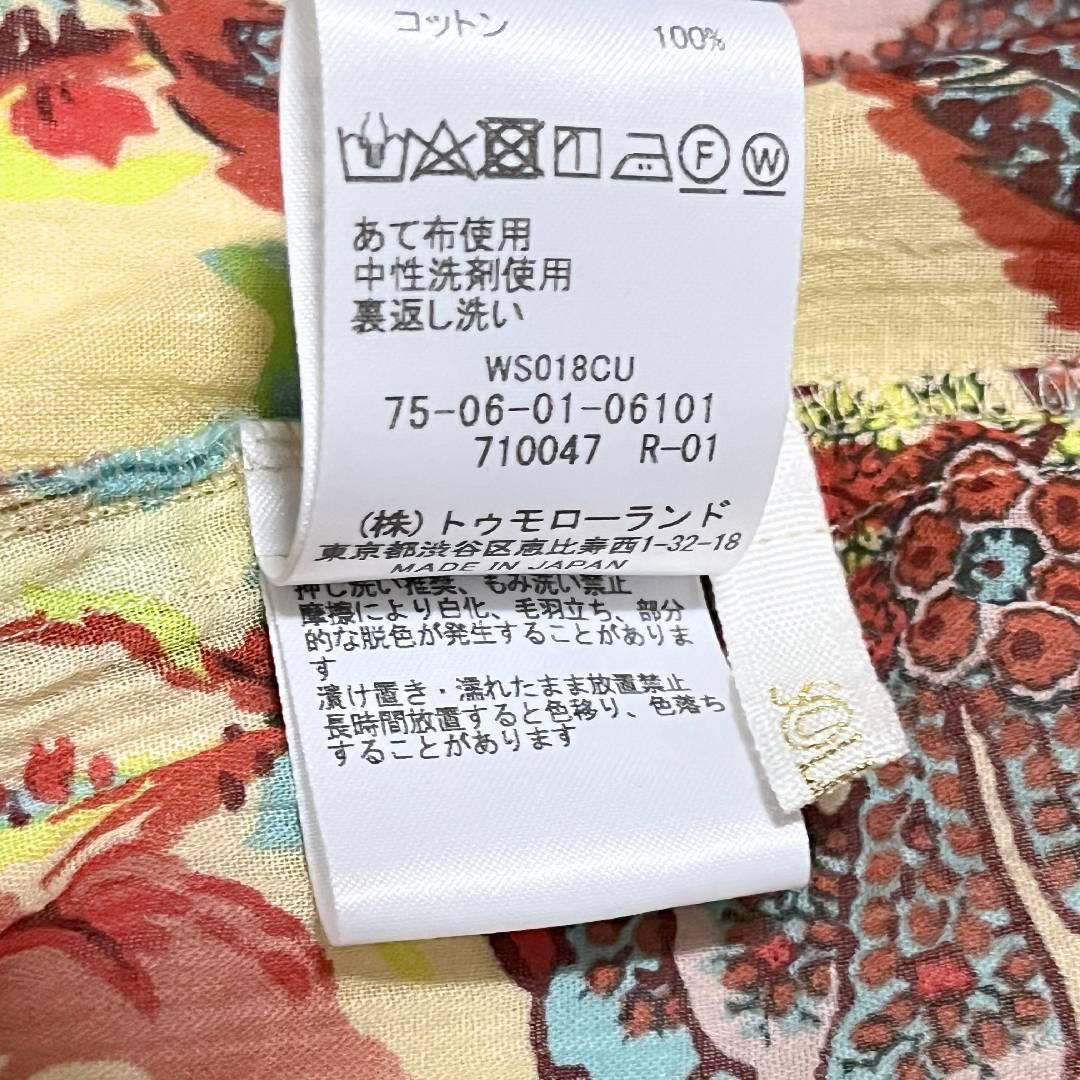 コットン 100%
F W
あて布使用
中性洗剤使用
裏返し洗い
WS018CU
75-06-01-06101
710047 R-01
(株)トゥモローランド
東京都渋谷区恵比寿西1-32-18
MADE IN JAPAN
押し洗い推奨、もみ洗い禁止
摩擦により白化、毛羽立ち、部分
的な脱色が発生することがありま
す
漬け置き・濡れたまま放置禁止
長時間放置すると色移り、色落ち
することがあります